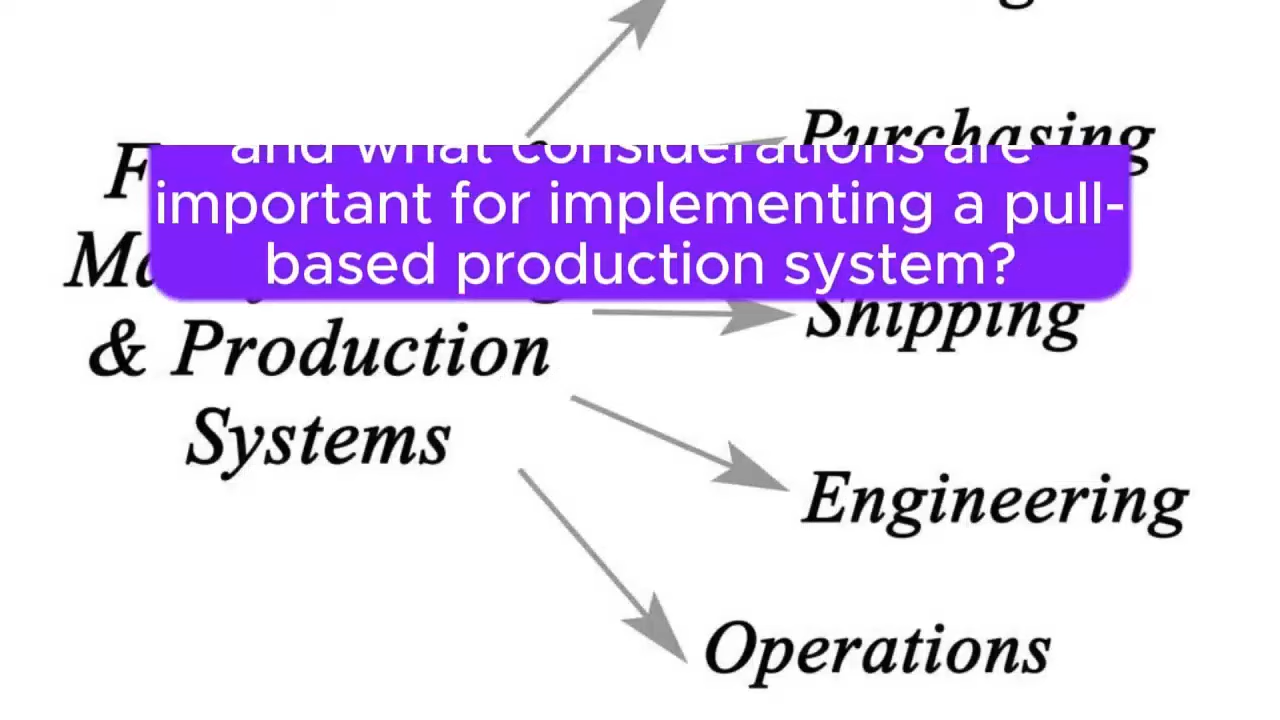 Purchasing
and what considerations are
important for implementing a pull-
based production system?
Shipping
& Production
Systems
Engineering
Operations